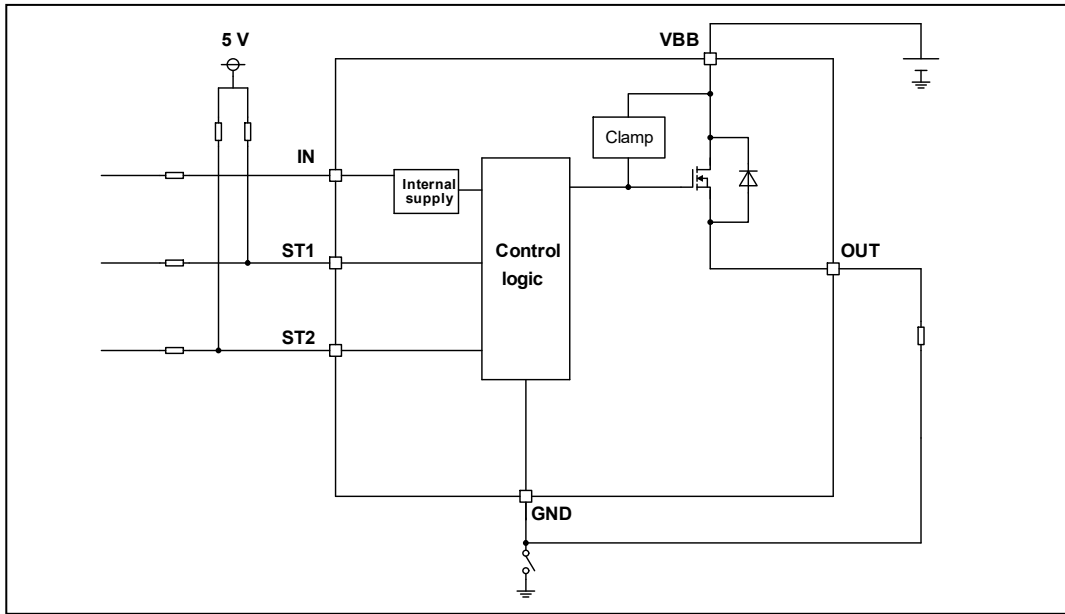 5 V
VBB
Clamp
IN
Internal
supply
ST1
Control
logic
OUT
ST2
GND